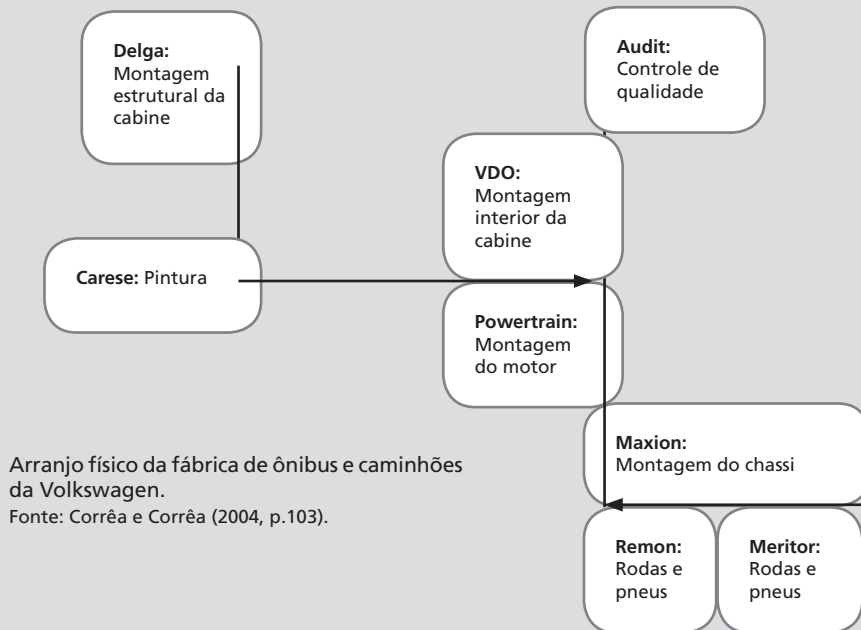 Delga:
Montagem
estrutural da
cabine
Audit:
Controle de
qualidade
VDO:
Montagem
interior da
cabine
Carese: Pintura
Powertrain:
Montagem
do motor
Maxion:
Montagem do chassi
Arranjo físico da fábrica de ônibus e caminhões
da Volkswagen.
Fonte: Corrêa e Corrêa (2004, p.103).
Remon:
Rodas e
pneus
Meritor:
Rodas e
pneus